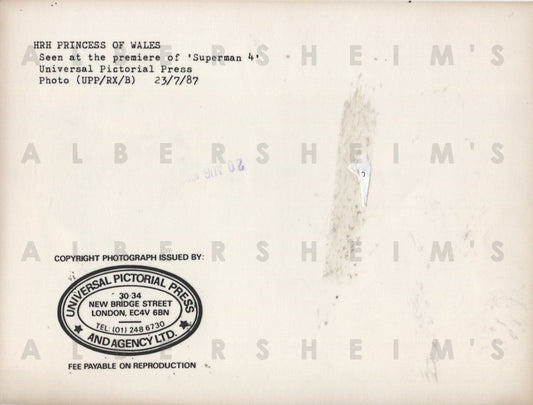 HRH PRINCESS OF WALES
Seen at the premiere of 'Superman 4'
Universal Pictorial Press
Photo (UPP/RX/B) 23/7/87
ALBERSHEIM'S
ALBERSHEIM'S
20 AUG
ALBERSHEIM'S
COPYRIGHT PHOTOGRAPH ISSUED BY:
UNIVERSAL PICTORIAL PRESS
30-34
NEW BRIDGE STREET
LONDON, EC4V 6BN
TEL: (01) 248 6730
AND AGENCY LTD.
ALBERSHEIM'S
FEE PAYABLE ON REPRODUCTION